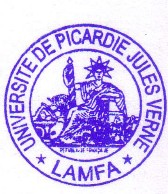 UNIVERSITE DE PICARDIE JULES VERNE
★ LAMFA ★